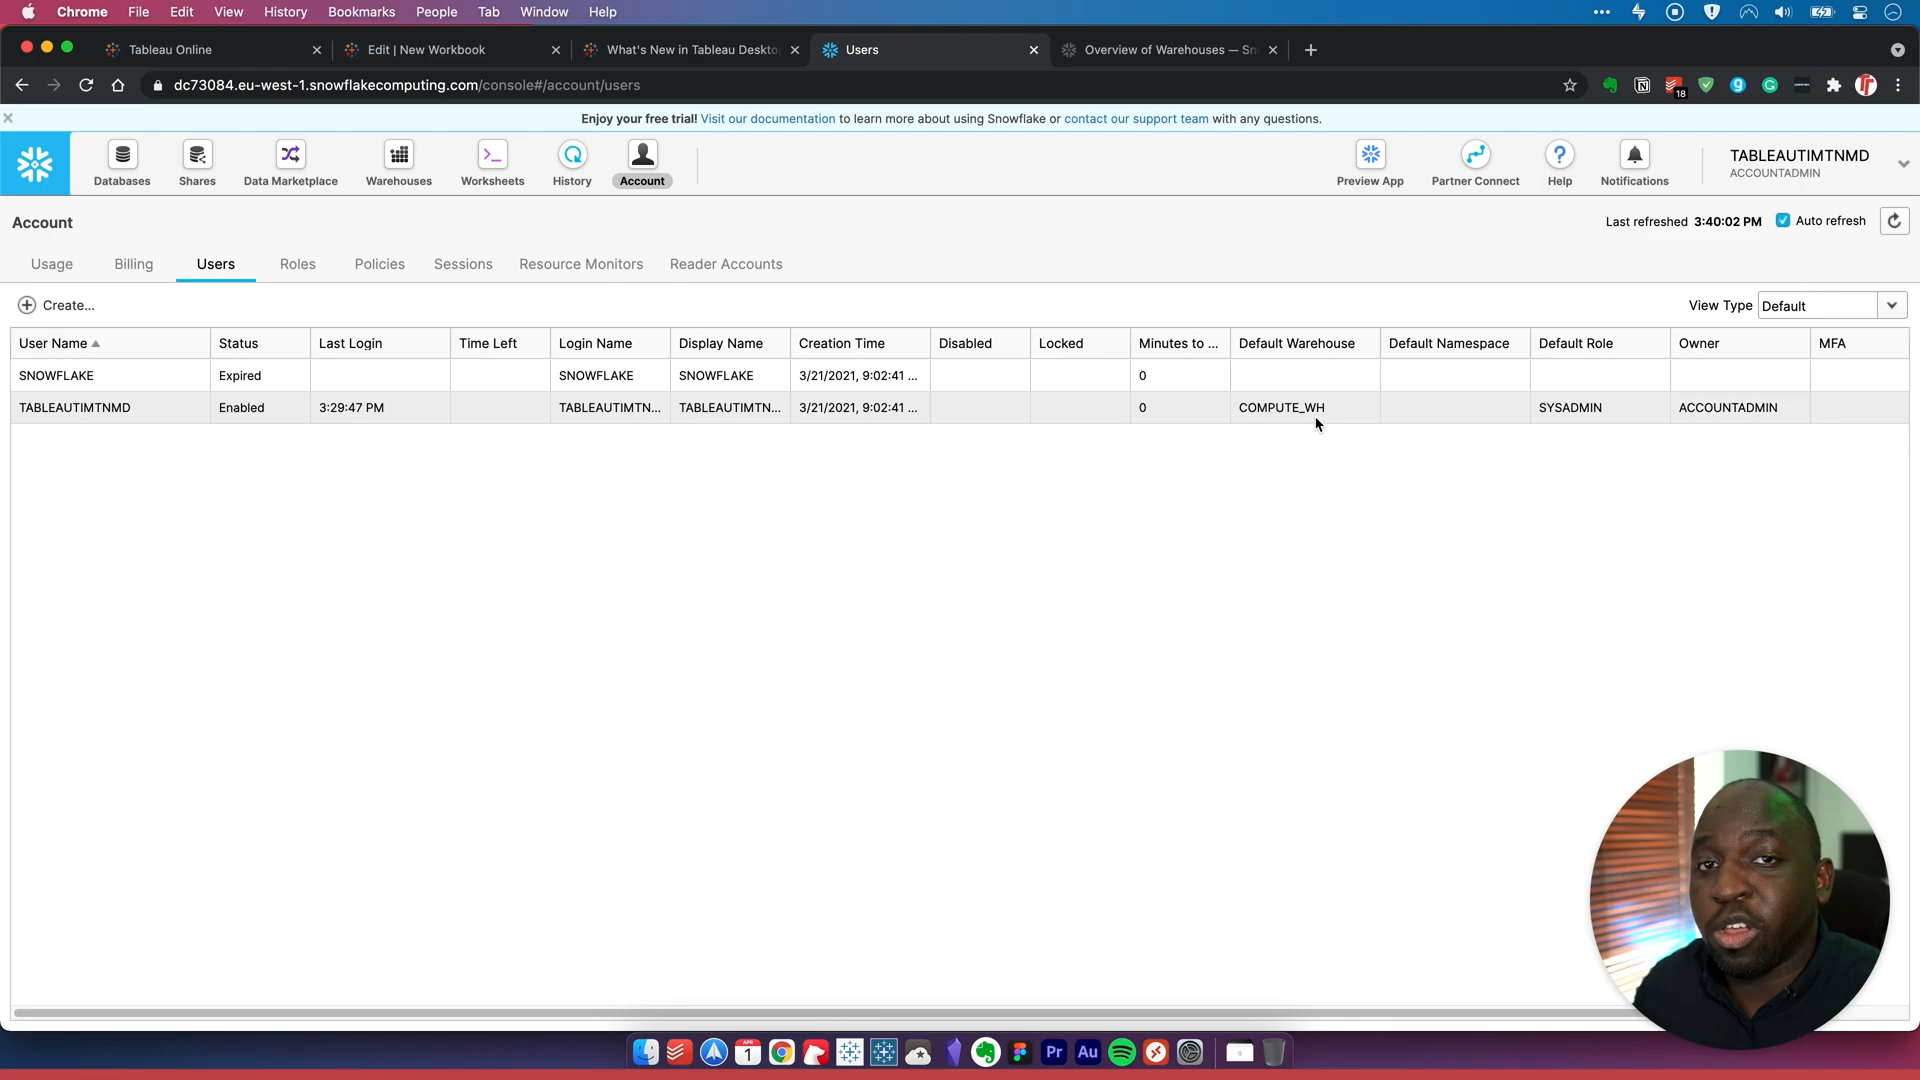 Chrome File Edit View History Bookmarks People Tab Window Help
Tableau Online
Edit | New Workbook
What's New in Tableau Deskto
Users
Overview of Warehouses — Sn
dc73084.eu-west-1.snowflakecomputing.com/console#/account/users
18
Enjoy your free trial! Visit our documentation to learn more about using Snowflake or contact our support team with any questions.
Databases Shares Data Marketplace Warehouses Worksheets History Account
Preview App Partner Connect Help Notifications
TABLEAUTIMTNMD
ACCOUNTADMIN
Account
Last refreshed 3:40:02 PM Auto refresh
Usage Billing Users Roles Policies Sessions Resource Monitors Reader Accounts
Create...
View Type Default
User Name Status Last Login Time Left Login Name Display Name Creation Time Disabled Locked Minutes to ... Default Warehouse Default Namespace Default Role Owner MFA
SNOWFLAKE Expired SNOWFLAKE SNOWFLAKE 3/21/2021, 9:02:41 ... 0
TABLEAUTIMTNMD Enabled 3:29:47 PM TABLEAUTIMTN... TABLEAUTIMTN... 3/21/2021, 9:02:41 ... 0 COMPUTE_WH SYSADMIN ACCOUNTADMIN
APR
1
Pr
Au